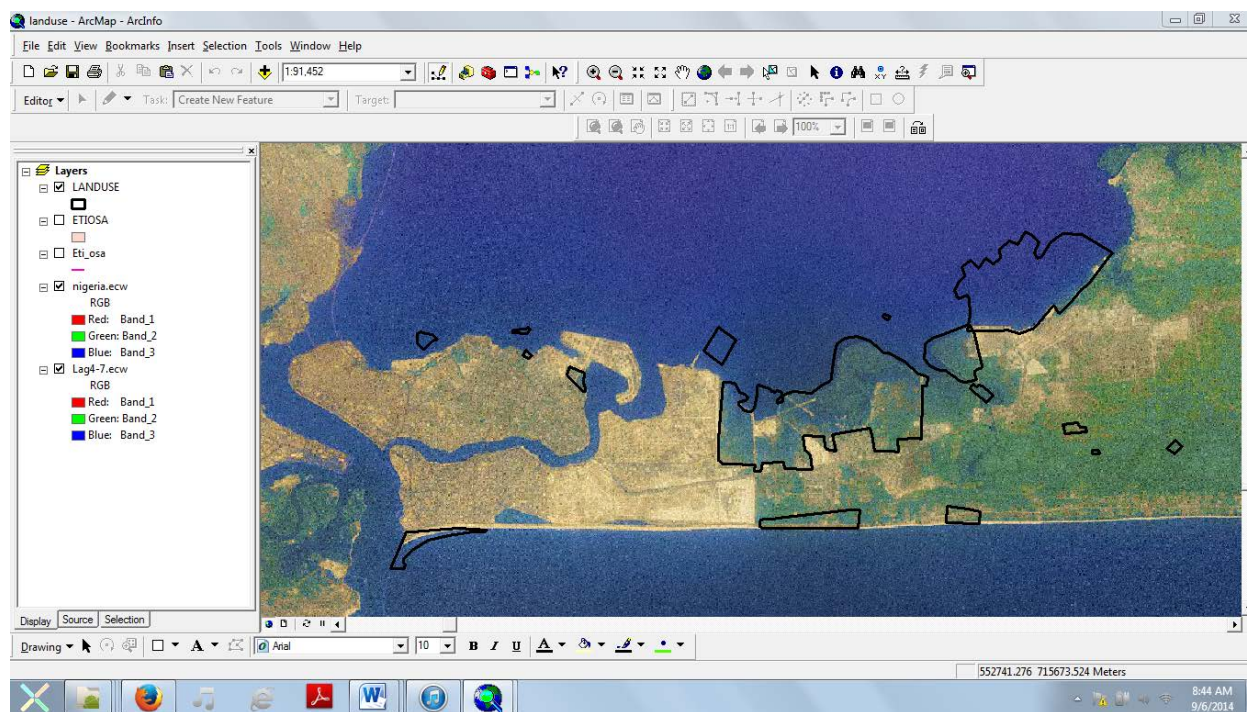 landuse - ArcMap - ArcInfo
File Edit View Bookmarks Insert Selection Tools Window Help
1:91,452
Editor Task: Create New Feature Target:
100%
Layers
LANDUSE
ETIOSA
Eti_osa
nigeria.ecw
RGB
Red: Band_1
Green: Band_2
Blue: Band_3
Lag4-7.ecw
RGB
Red: Band_1
Green: Band_2
Blue: Band_3
Display Source Selection
Drawing A Arial 10 B I U A
552741.276 715673.524 Meters
8:44 AM
9/6/2014